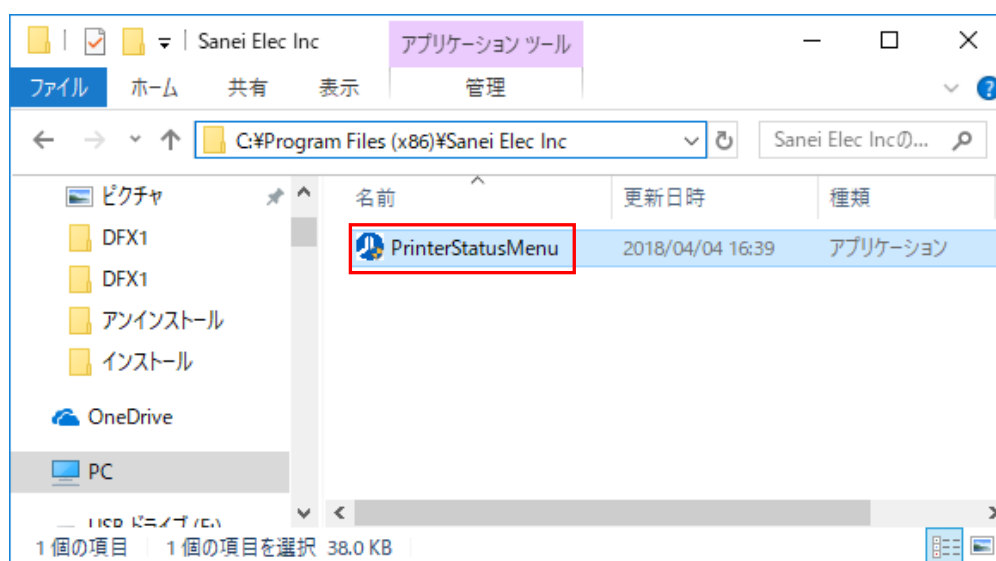 Sanei Elec Inc アプリケーション ツール
ファイル ホーム 共有 表示 管理
C:¥Program Files (x86)¥Sanei Elec Inc Sanei Elec Incの...
名前 更新日時 種類
ピクチャ
DFX1
DFX1
アンインストール
インストール
OneDrive
PC
USB ドライブ (E:)
PrinterStatusMenu 2018/04/04 16:39 アプリケーション
1 個の項目 1 個の項目を選択 38.0 KB